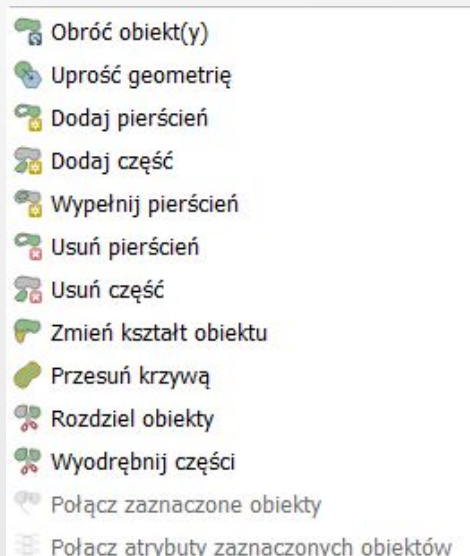 Obróć obiekt(y)
Uprość geometrię
Dodaj pierścień
Dodaj część
Wypełnij pierścień
Usuń pierścień
Usuń część
Zmień kształt obiektu
Przesuń krzywą
Rozdziel obiekty
Wyodrębnij części
Połącz zaznaczone obiekty
Połącz atrybuty zaznaczonych obiektów